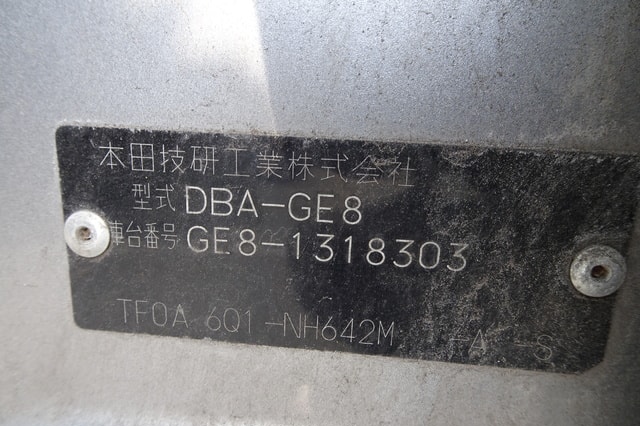 本田技研工業株式会社
型式 DBA-GE8
車台番号 GE8-1318303
TF0A 601 -NH642M -A -S